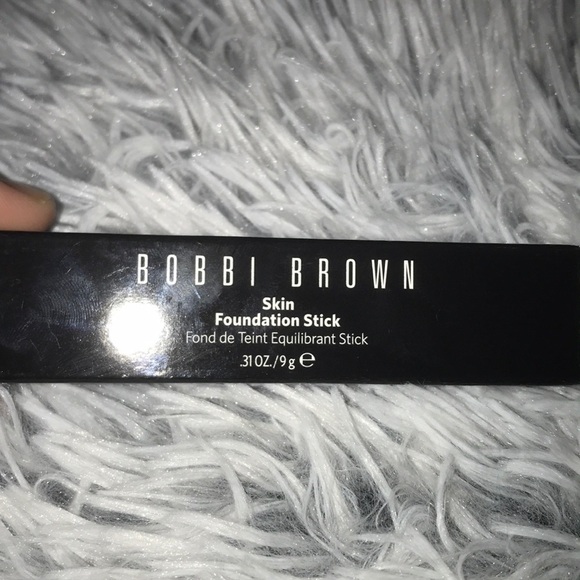 BOBBI BROWN
Skin
Foundation Stick
Fond de Teint Equilibrant Stick
.31 OZ./9 g ℮